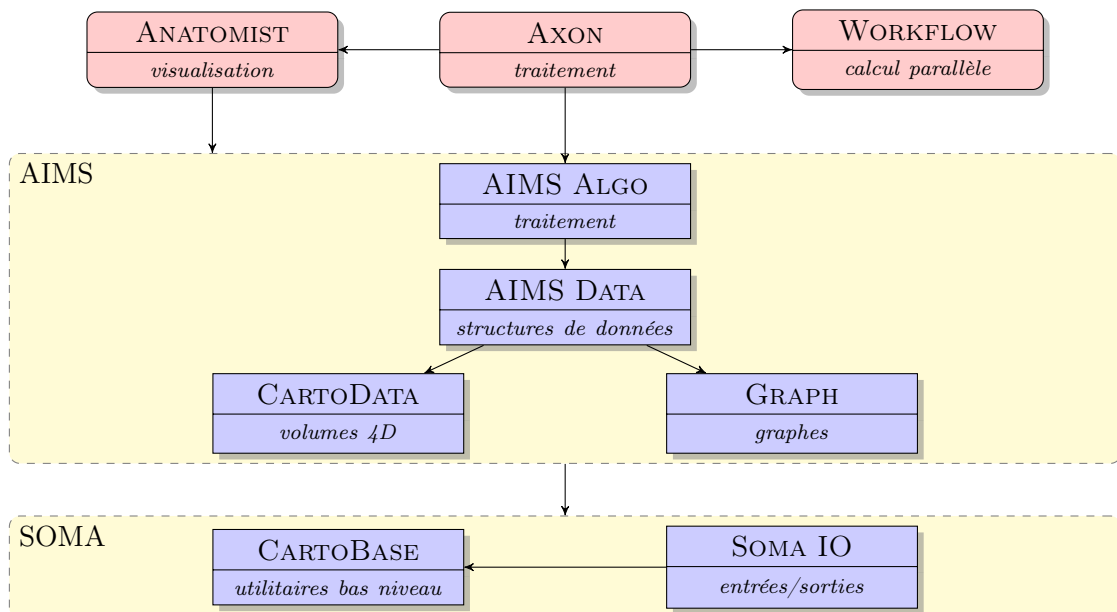 ANATOMIST
visualisation
AXON
traitement
WORKFLOW
calcul parallèle
AIMS
AIMS ALGO
traitement
AIMS DATA
structures de données
CARTODATA
volumes 4D
GRAPH
graphes
SOMA
CARTOBASE
utilitaires bas niveau
SOMA IO
entrées/sorties